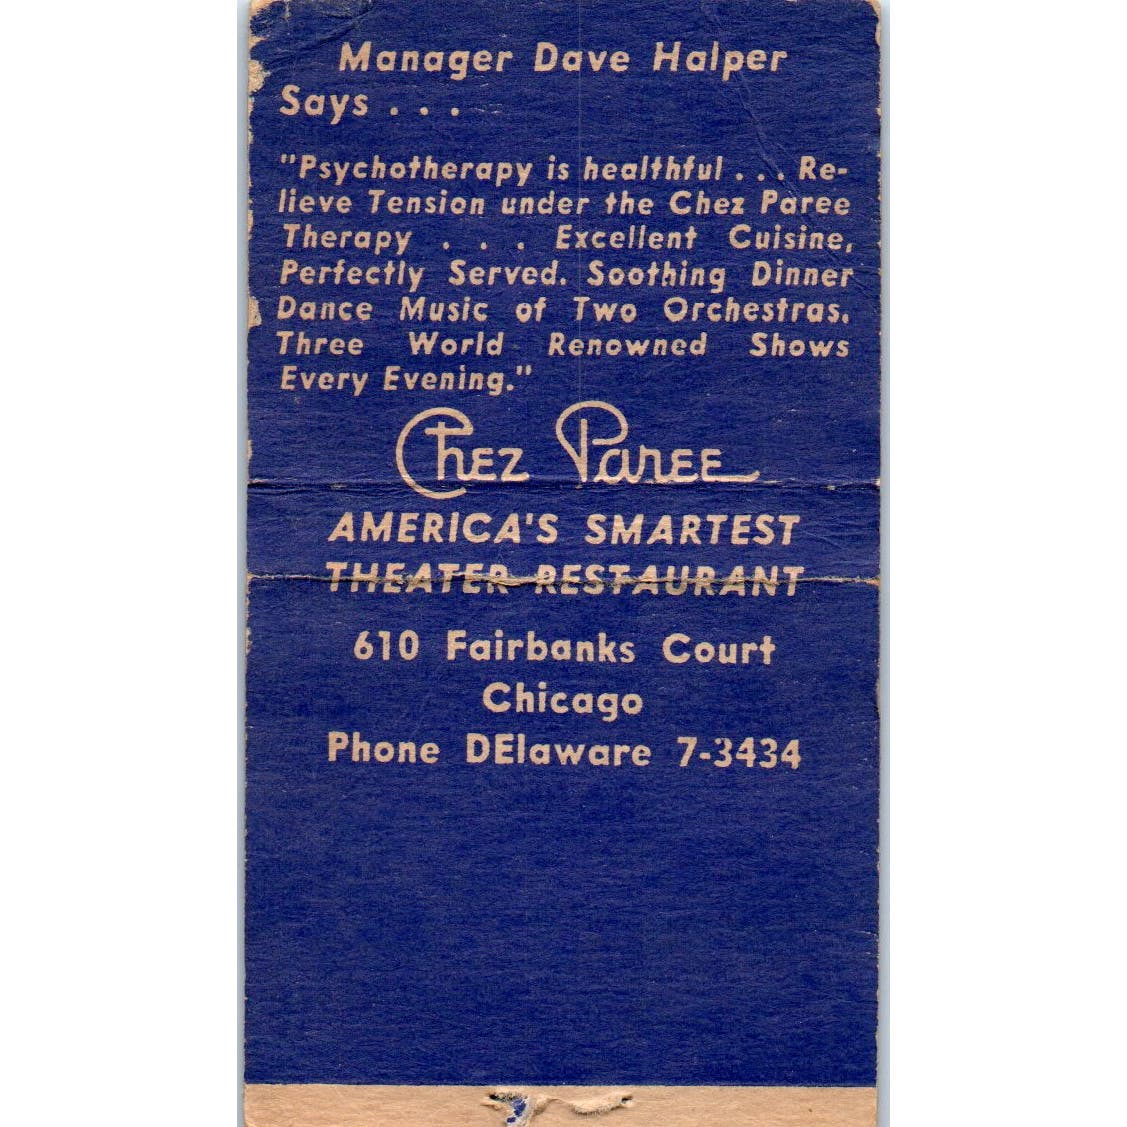 Manager Dave Halper
Says . . .
"Psychotherapy is healthful . . . Re-
lieve Tension under the Chez Paree
Therapy . . . Excellent Cuisine,
Perfectly Served. Soothing Dinner
Dance Music of Two Orchestras.
Three World Renowned Shows
Every Evening."
Chez Paree
AMERICA'S SMARTEST
THEATER RESTAURANT
610 Fairbanks Court
Chicago
Phone DElaware 7-3434